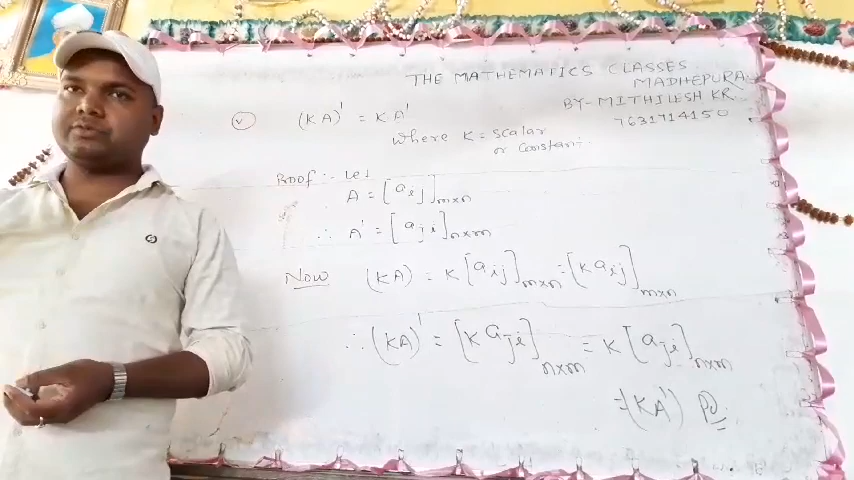 THE MATHEMATICS CLASSES
MADHEPURA
BY-MITHILESH KR.
7631714150
(v) (KA)' = KA'
where K = scalar
or constant.
Proof :- Let
A = [aij]m×n
∴ A' = [aji]n×m
Now (KA) = K[aij]m×n = [Kaij]m×n
∴ (KA)' = [Kaji]n×m = K[aji]n×m
= (KA')